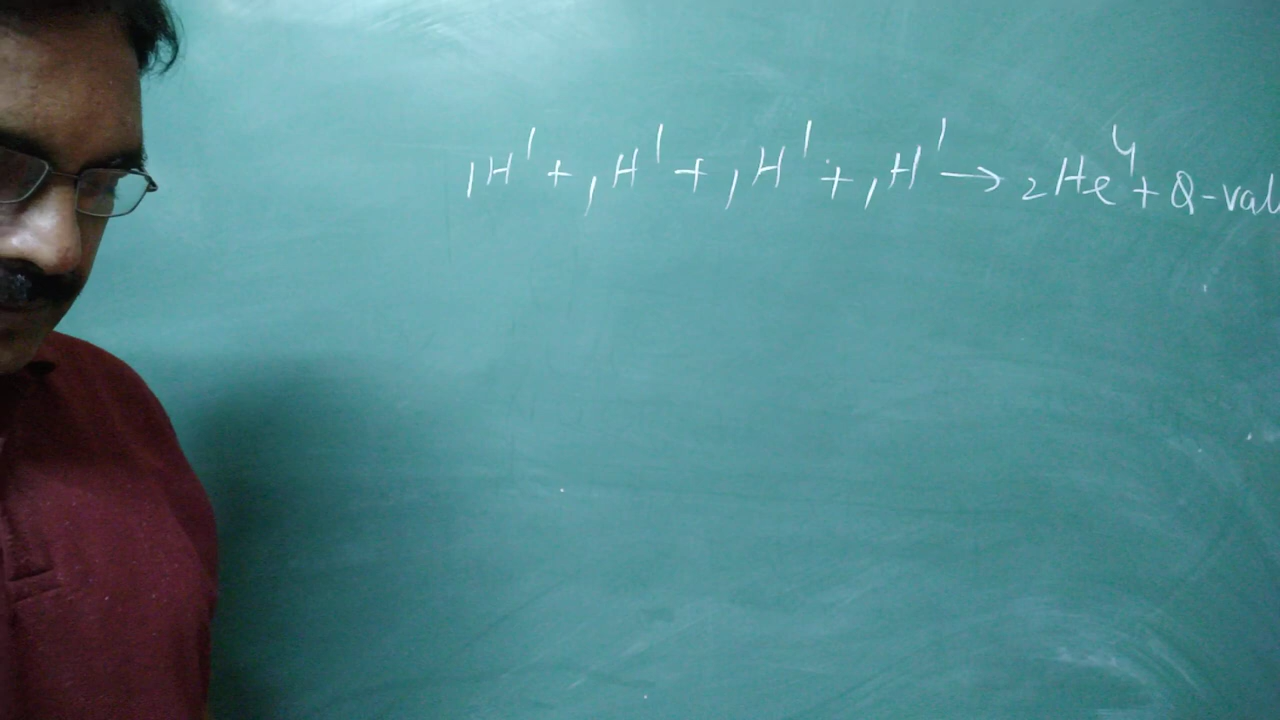 ₁H¹ + ₁H¹ + ₁H¹ + ₁H¹ → ₂He⁴ + Q-val